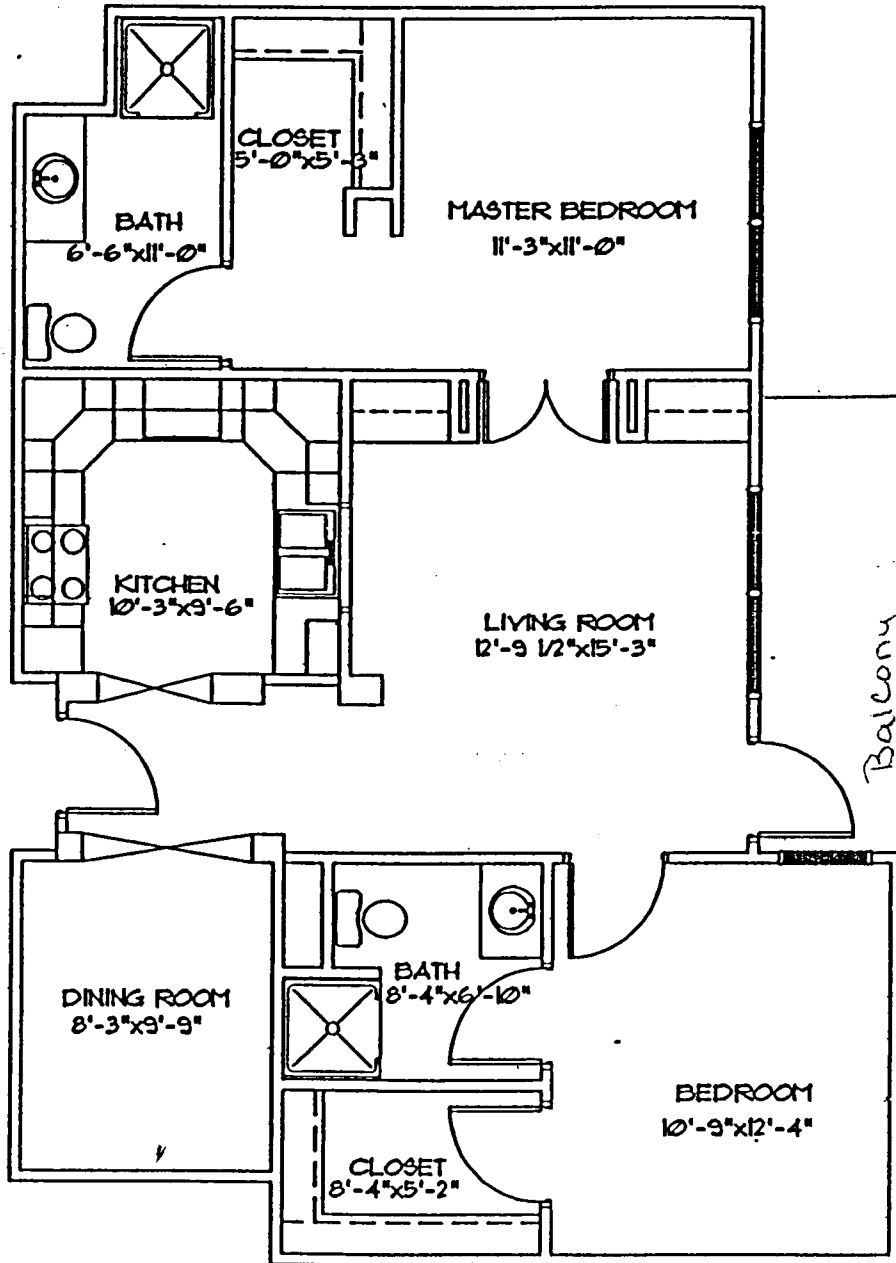 CLOSET
5'-0"x5'-3"
MASTER BEDROOM
11'-3"x11'-0"
BATH
6'-6"x11'-0"
KITCHEN
10'-3"x9'-6"
LIVING ROOM
12'-9 1/2"x15'-3"
Balcony
BATH
8'-4"x6'-10"
DINING ROOM
8'-3"x9'-9"
BEDROOM
10'-9"x12'-4"
CLOSET
8'-4"x5'-2"